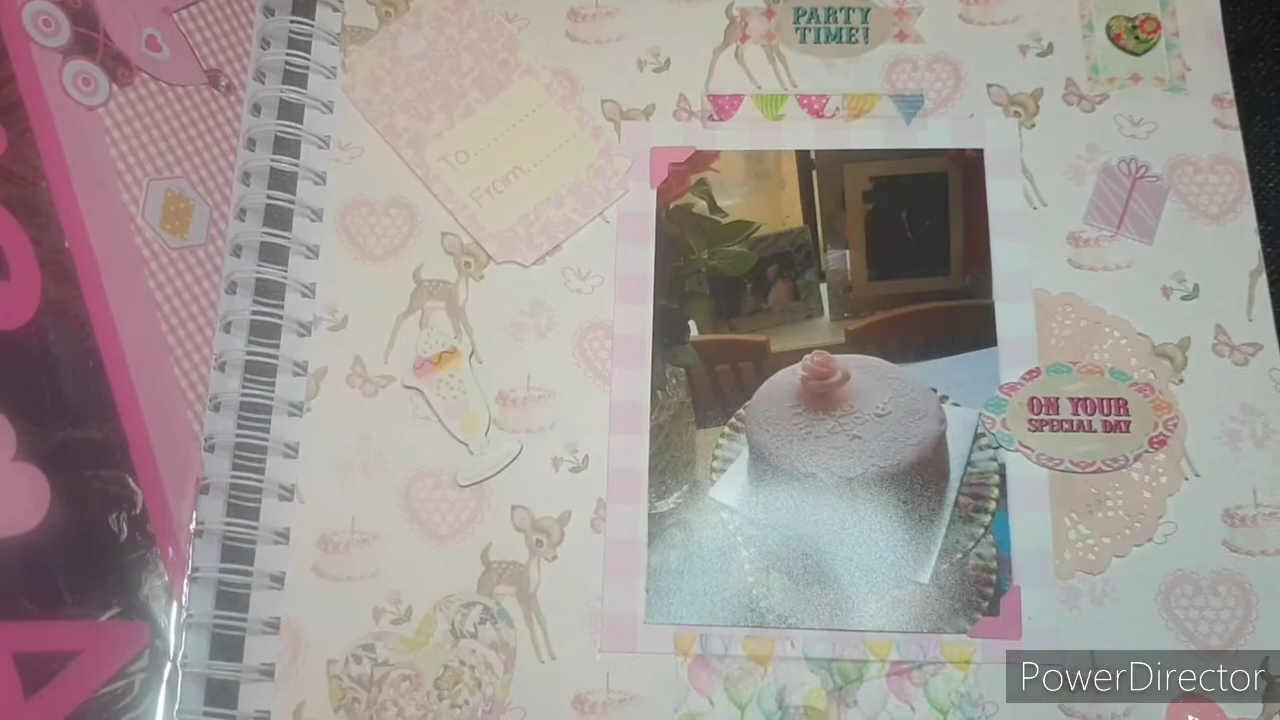 PARTY
TIME!
To..........
From........
ON YOUR
SPECIAL DAY
PowerDirector